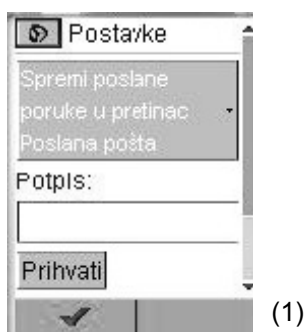 Postavke
Spremi poslane
poruke u pretinac
Poslana pošta
Potpis:
Prihvati
(1)